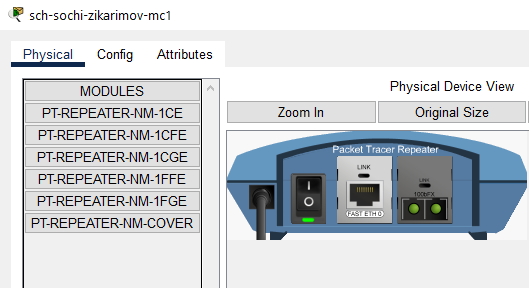 sch-sochi-zikarimov-mc1
Physical Config Attributes
MODULES
PT-REPEATER-NM-1CE
PT-REPEATER-NM-1CFE
PT-REPEATER-NM-1CGE
PT-REPEATER-NM-1FFE
PT-REPEATER-NM-1FGE
PT-REPEATER-NM-COVER
Physical Device View
Zoom In Original Size
Packet Tracer Repeater
LINK
FAST ETH 0
LINK
100bFX